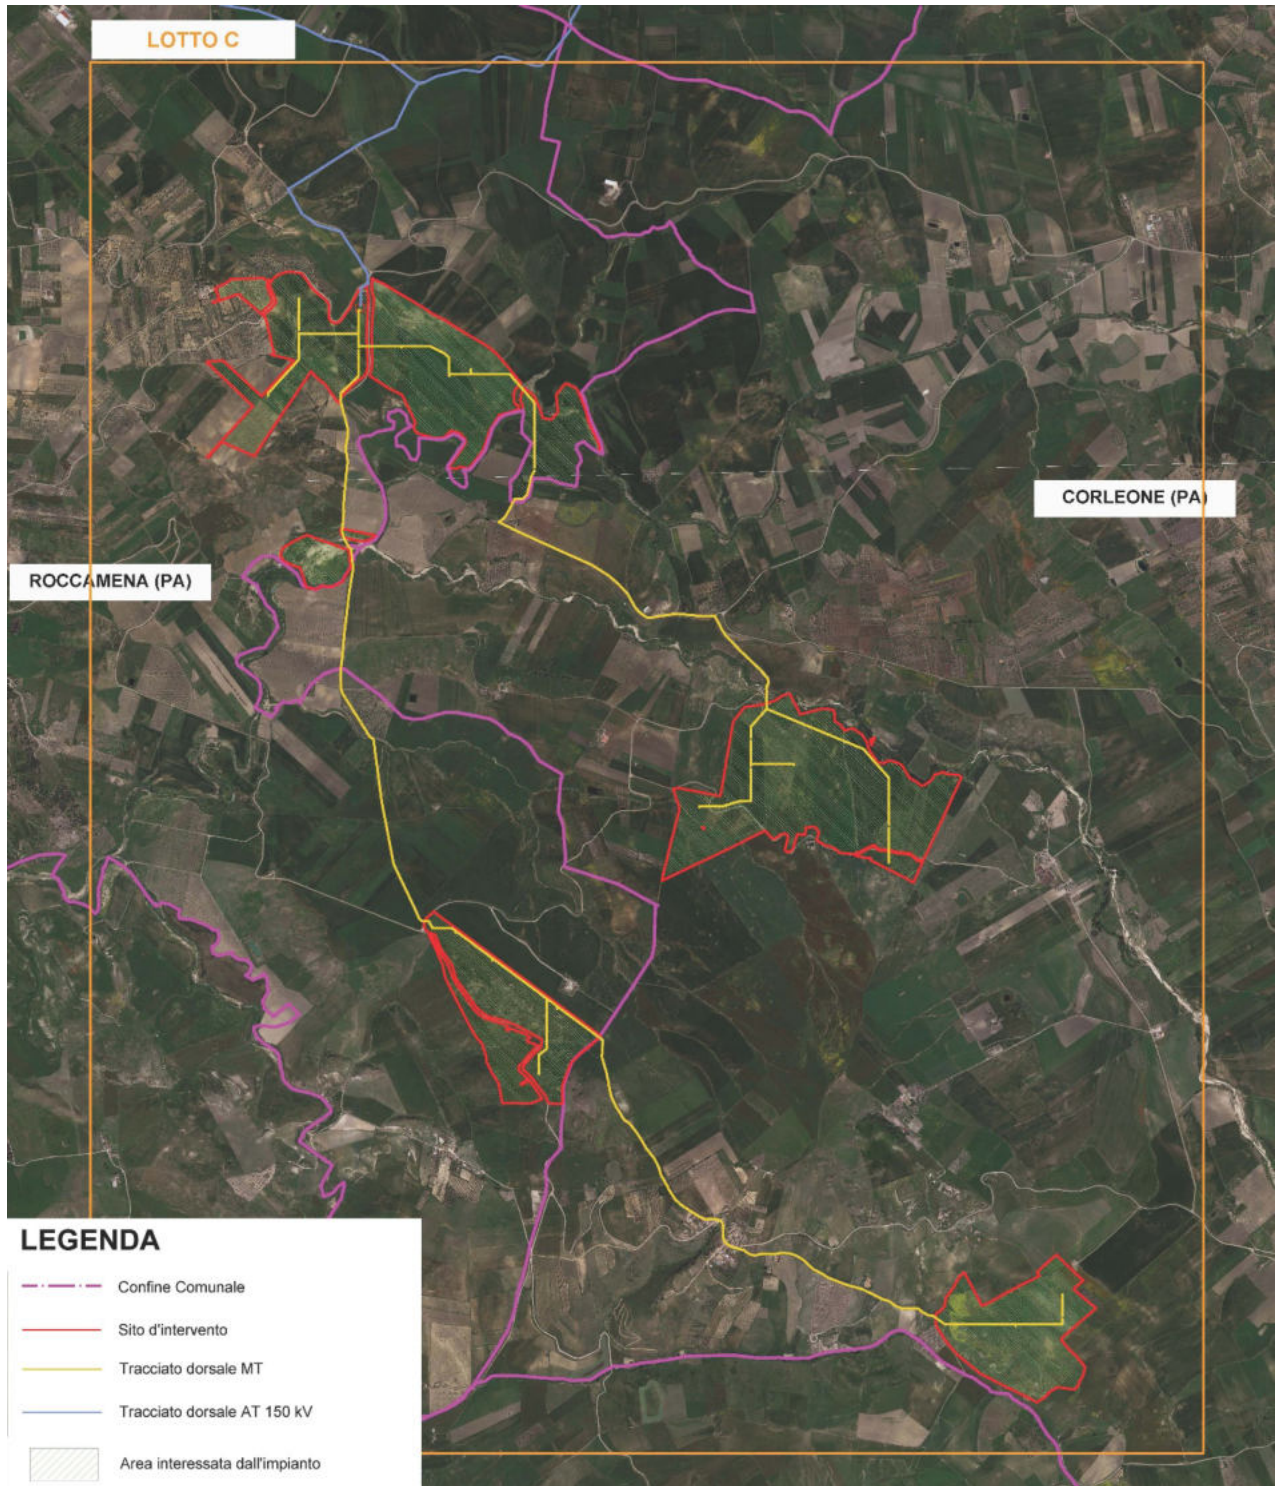 LOTTO C
CORLEONE (PA)
ROCCAMENA (PA)
LEGENDA
Confine Comunale
Sito d'intervento
Tracciato dorsale MT
Tracciato dorsale AT 150 kV
Area interessata dall'impianto